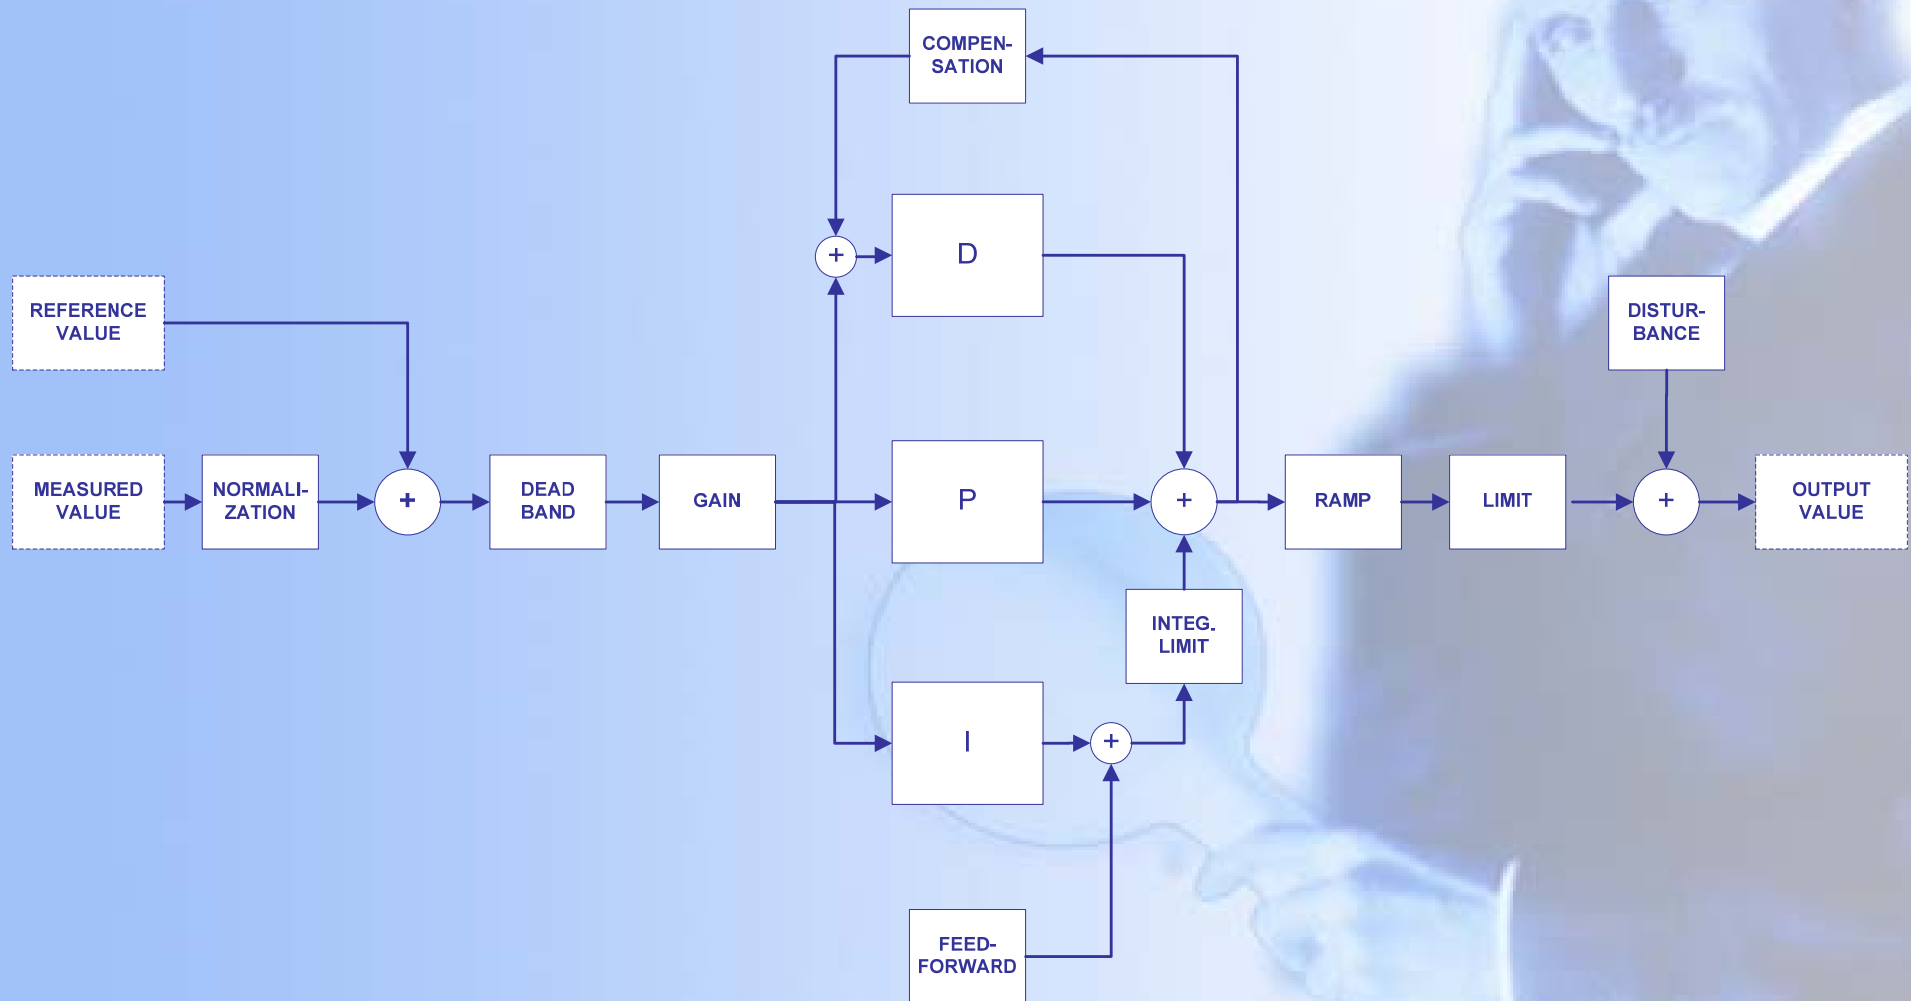 COMPEN-
SATION
+
D
REFERENCE
VALUE
DISTUR-
BANCE
MEASURED
VALUE
NORMALI-
ZATION
+
DEAD
BAND
GAIN
P
+
RAMP
LIMIT
+
OUTPUT
VALUE
INTEG.
LIMIT
I
+
FEED-
FORWARD